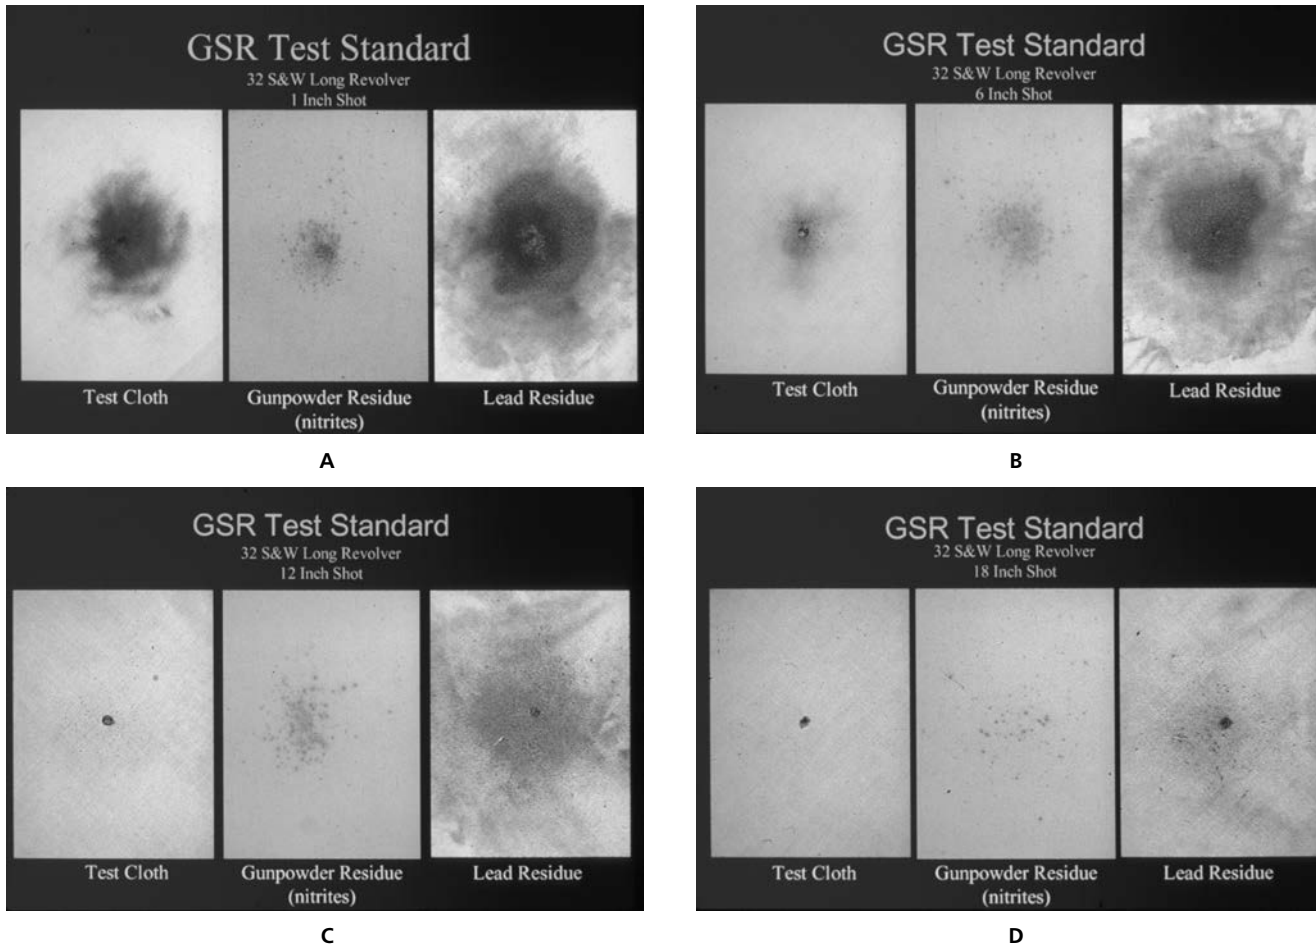 GSR Test Standard
32 S&W Long Revolver
1 Inch Shot
Test Cloth
Gunpowder Residue
(nitrites)
Lead Residue
A
GSR Test Standard
32 S&W Long Revolver
6 Inch Shot
Test Cloth
Gunpowder Residue
(nitrites)
Lead Residue
B
GSR Test Standard
32 S&W Long Revolver
12 Inch Shot
Test Cloth
Gunpowder Residue
(nitrites)
Lead Residue
C
GSR Test Standard
32 S&W Long Revolver
18 Inch Shot
Test Cloth
Gunpowder Residue
(nitrites)
Lead Residue
D